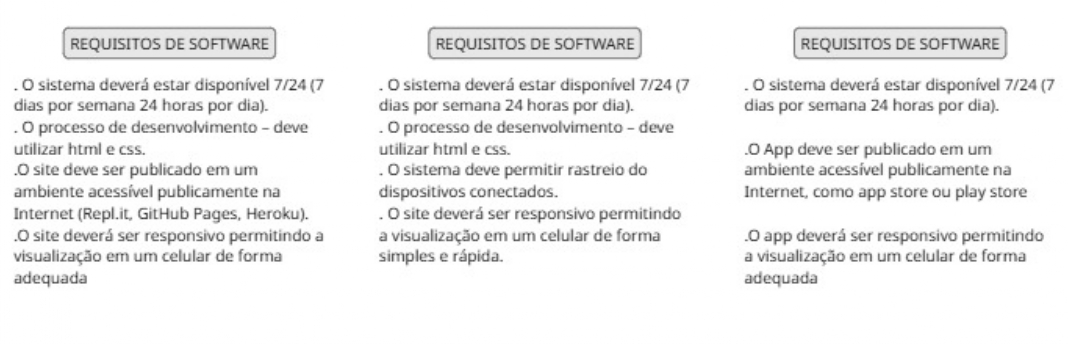 REQUISITOS DE SOFTWARE
. O sistema deverá estar disponível 7/24 (7
dias por semana 24 horas por dia).
. O processo de desenvolvimento – deve
utilizar html e css.
.O site deve ser publicado em um
ambiente acessível publicamente na
Internet (Repl.it, GitHub Pages, Heroku).
.O site deverá ser responsivo permitindo a
visualização em um celular de forma
adequada
REQUISITOS DE SOFTWARE
. O sistema deverá estar disponível 7/24 (7
dias por semana 24 horas por dia).
. O processo de desenvolvimento – deve
utilizar html e css.
. O sistema deve permitir rastreio do
dispositivos conectados.
. O site deverá ser responsivo permitindo
a visualização em um celular de forma
simples e rápida.
REQUISITOS DE SOFTWARE
. O sistema deverá estar disponível 7/24 (7
dias por semana 24 horas por dia).
.O App deve ser publicado em um
ambiente acessível publicamente na
Internet, como app store ou play store
.O app deverá ser responsivo permitindo
a visualização em um celular de forma
adequada